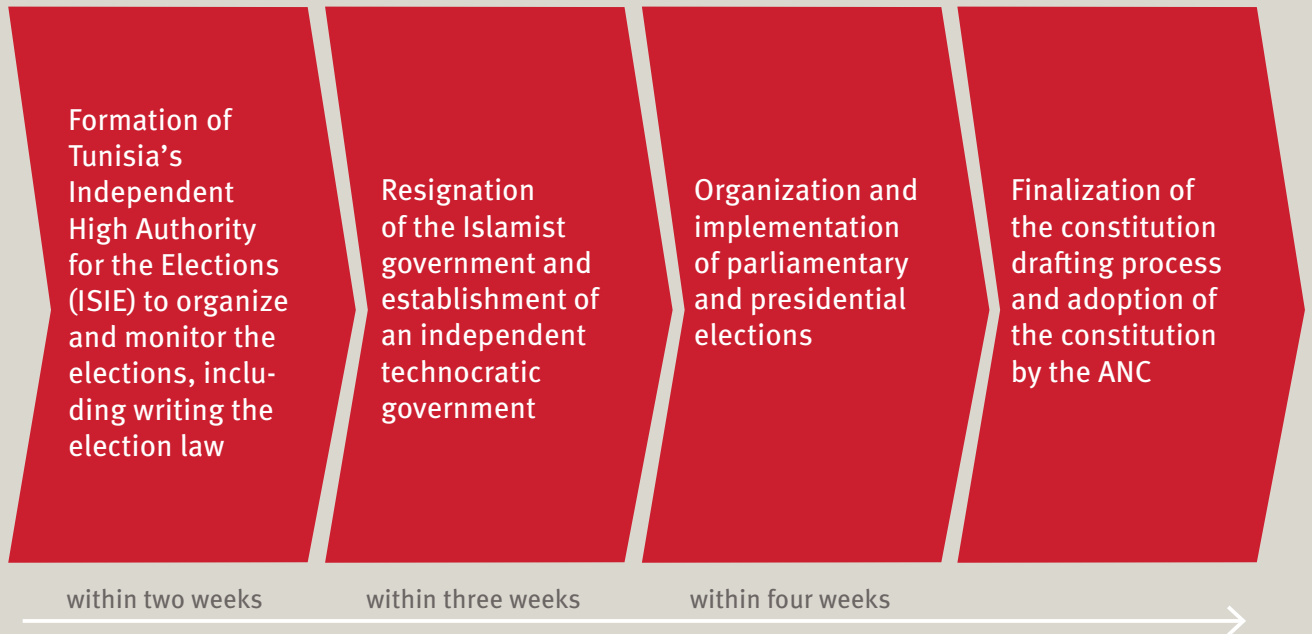 Formation of
Tunisia’s
Independent
High Authority
for the Elections
(ISIE) to organize
and monitor the
elections, inclu-
ding writing the
election law
Resignation
of the Islamist
government and
establishment of
an independent
technocratic
government
Organization and
implementation
of parliamentary
and presidential
elections
Finalization of
the constitution
drafting process
and adoption of
the constitution
by the ANC
within two weeks
within three weeks
within four weeks